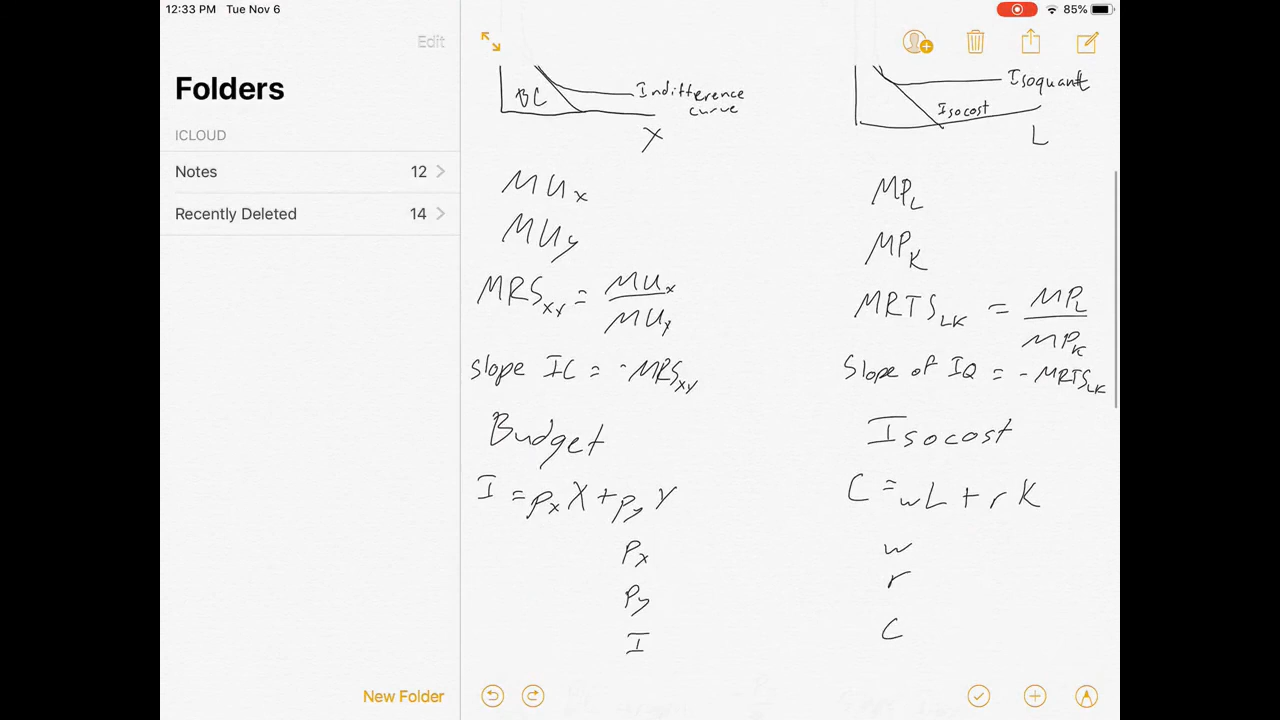 12:33 PM Tue Nov 6
85%
Edit
Folders
ICLOUD
Notes 12
Recently Deleted 14
New Folder
BC
Indifference
curve
X
MUx
MUy
MRSxy = MUx / MUy
Slope IC = -MRSxy
Budget
I = pxX + pyY
Px
Py
I
Isoquant
Isocost
L
MPL
MPK
MRTSLK = MPL / MPK
Slope of IQ = -MRTSLK
Isocost
C = wL + rK
w
r
C